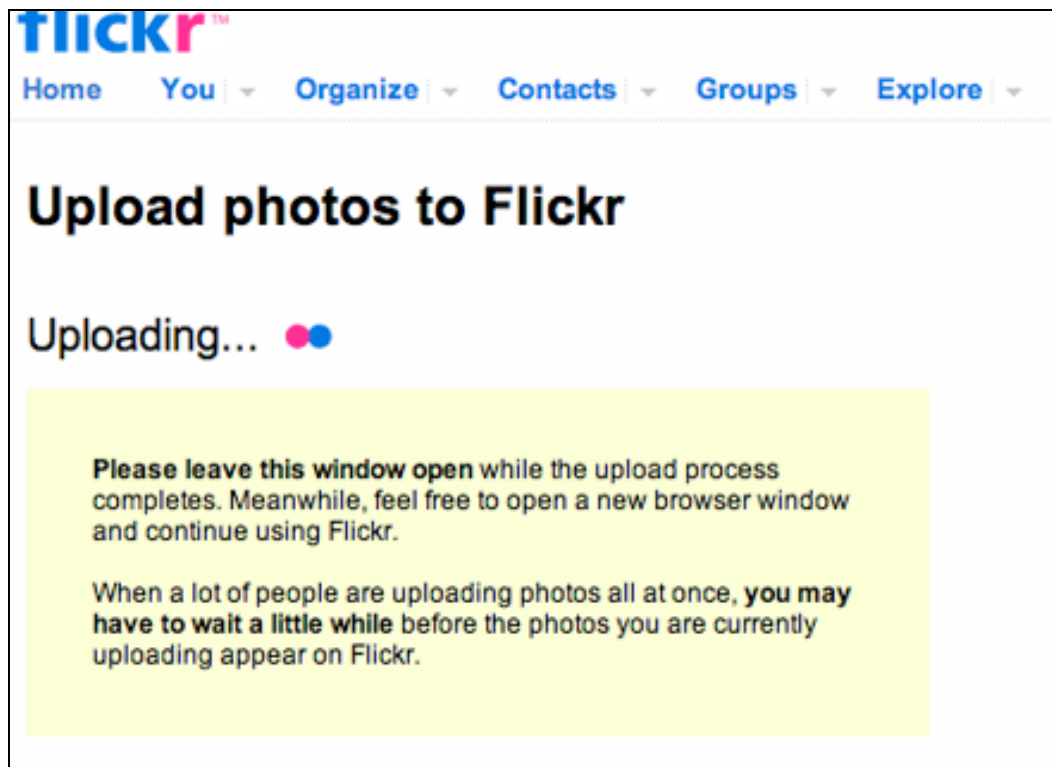 flickr™
Home You Organize Contacts Groups Explore
Upload photos to Flickr
Uploading...
Please leave this window open while the upload process
completes. Meanwhile, feel free to open a new browser window
and continue using Flickr.
When a lot of people are uploading photos all at once, you may
have to wait a little while before the photos you are currently
uploading appear on Flickr.